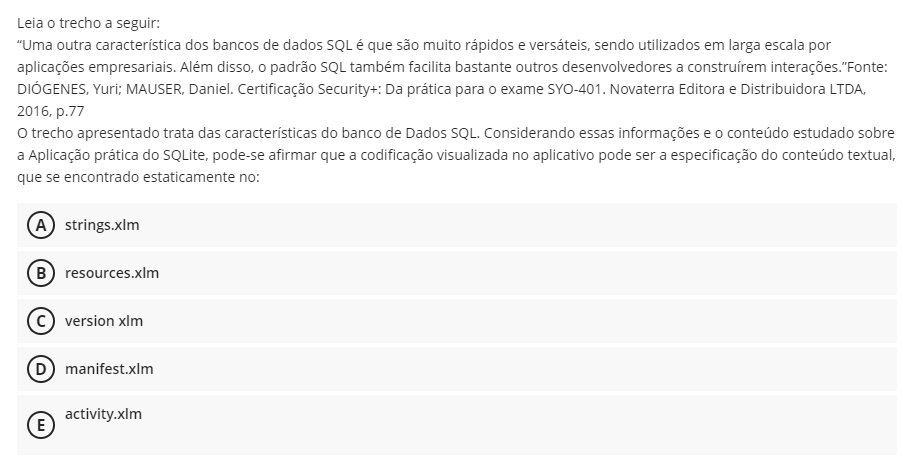 Leia o trecho a seguir:
“Uma outra característica dos bancos de dados SQL é que são muito rápidos e versáteis, sendo utilizados em larga escala por
aplicações empresariais. Além disso, o padrão SQL também facilita bastante outros desenvolvedores a construírem interações.”Fonte:
DIÓGENES, Yuri; MAUSER, Daniel. Certificação Security+: Da prática para o exame SYO-401. Novaterra Editora e Distribuidora LTDA,
2016, p.77
O trecho apresentado trata das características do banco de Dados SQL. Considerando essas informações e o conteúdo estudado sobre
a Aplicação prática do SQLite, pode-se afirmar que a codificação visualizada no aplicativo pode ser a especificação do conteúdo textual,
que se encontrado estaticamente no:
A strings.xlm
B resources.xlm
C version xlm
D manifest.xlm
E activity.xlm